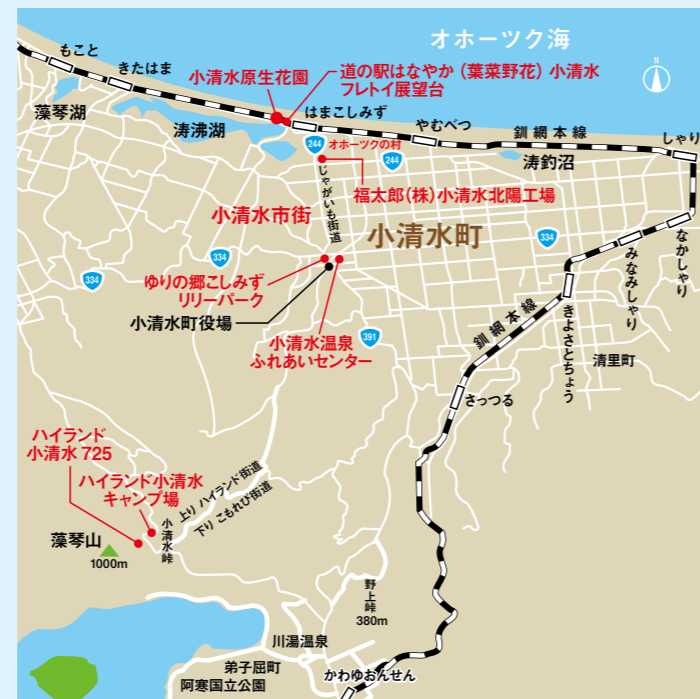 オホーツク海
N
もこと
きたはま
小清水原生花園
道の駅はなやか（葉菜野花）小清水
フレトイ展望台
はまこしみず
やむべつ
釧網本線
しゃり
藻琴湖
涛沸湖
244
オホーツクの村
244
涛釣沼
じゃがいも街道
福太郎（株）小清水北陽工場
小清水市街
小清水町
334
334
334
なかしゃり
みなみしゃり
きよさとちょう
ゆりの郷こしみず
リリーパーク
小清水町役場
小清水温泉
ふれあいセンター
391
釧網本線
清里町
さっつる
ハイランド
小清水 725
ハイランド小清水
キャンプ場
上り ハイランド街道
下り こもれび街道
小清水峠
藻琴山
1000m
野上峠
380m
川湯温泉
弟子屈町
阿寒国立公園
かわゆおんせん